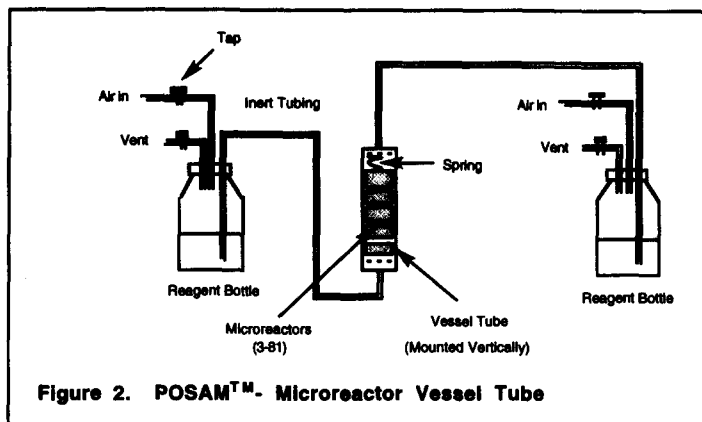 Tap
Air in
Inert Tubing
Vent
Air in
Vent
Spring
Reagent Bottle
Reagent Bottle
Microreactors
(3-81)
Vessel Tube
(Mounted Vertically)
Figure 2. POSAM™- Microreactor Vessel Tube